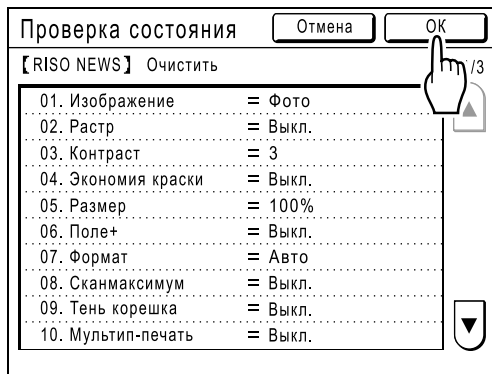 Проверка состояния Отмена OK
【RISO NEWS】 Очистить /3
01. Изображение = Фото
02. Растр = Выкл.
03. Контраст = 3
04. Экономия краски = Выкл.
05. Размер = 100%
06. Поле+ = Выкл.
07. Формат = Авто
08. Сканмаксимум = Выкл.
09. Тень корешка = Выкл.
10. Мультип-печать = Выкл.